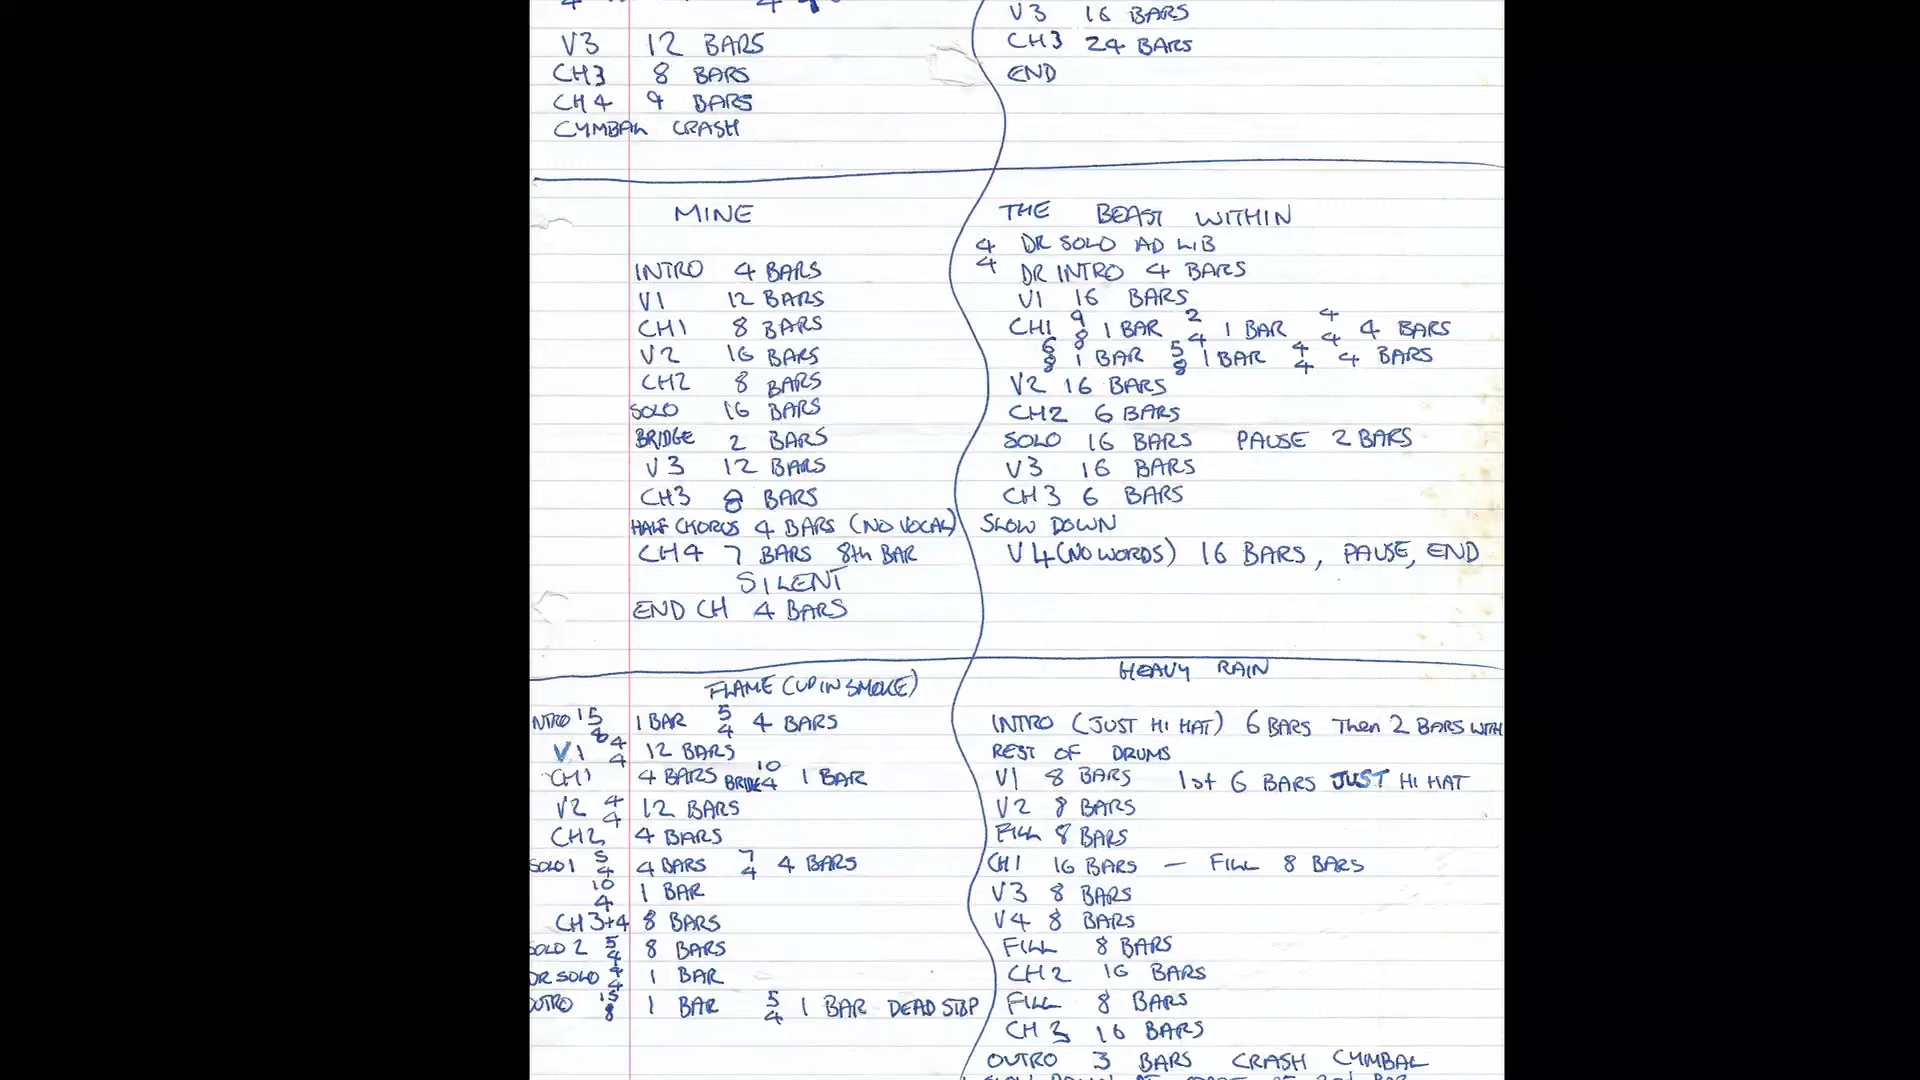 V3 12 BARS
CH3 8 BARS
CH4 9 BARS
CYMBAL CRASH
V3 16 BARS
CH3 24 BARS
END
MINE
INTRO 4 BARS
V1 12 BARS
CH1 8 BARS
V2 16 BARS
CH2 8 BARS
SOLO 16 BARS
BRIDGE 2 BARS
V3 12 BARS
CH3 8 BARS
HALF CHORUS 4 BARS (NO VOCAL)
CH4 7 BARS 8th BAR
SILENT
END CH 4 BARS
THE BEAST WITHIN
4/4 DR SOLO AD LIB
DR INTRO 4 BARS
V1 16 BARS
CH1 9/8 1 BAR 2/4 1 BAR 4/4 4 BARS
6/8 1 BAR 5/8 1 BAR 4/4 4 BARS
V2 16 BARS
CH2 6 BARS
SOLO 16 BARS PAUSE 2 BARS
V3 16 BARS
CH3 6 BARS
SLOW DOWN
V4 (NO WORDS) 16 BARS, PAUSE, END
FLAME (UP IN SMOKE)
INTRO 15/8 1 BAR 5/4 4 BARS
V1 4/4 12 BARS
CH1 4 BARS BRIDGE 10/4 1 BAR
V2 4/4 12 BARS
CH2 4 BARS
SOLO 1 5/4 4 BARS 7/4 4 BARS
10/4 1 BAR
CH3+4 8 BARS
SOLO 2 5/4 8 BARS
DR SOLO 4/4 1 BAR
OUTRO 15/8 1 BAR 5/4 1 BAR DEAD STOP
HEAVY RAIN
INTRO (JUST HI HAT) 6 BARS Then 2 BARS WITH
REST OF DRUMS
V1 8 BARS 1st 6 BARS JUST HI HAT
V2 8 BARS
FILL 8 BARS
CH1 16 BARS — FILL 8 BARS
V3 8 BARS
V4 8 BARS
FILL 8 BARS
CH2 16 BARS
FILL 8 BARS
CH3 16 BARS
OUTRO 3 BARS CRASH CYMBAL